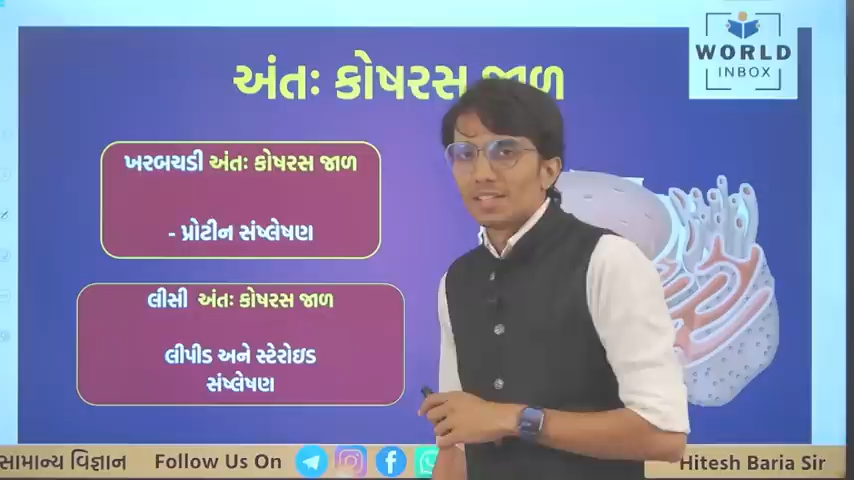 અંતઃ કોષરસ જાળ
WORLD
INBOX
ખરબચડી અંતઃ કોષરસ જાળ
- પ્રોટીન સંષ્લેષણ
લીસી અંતઃ કોષરસ જાળ
લીપીડ અને સ્ટેરોઇડ
સંષ્લેષણ
સામાન્ય વિજ્ઞાન Follow Us On Hitesh Baria Sir